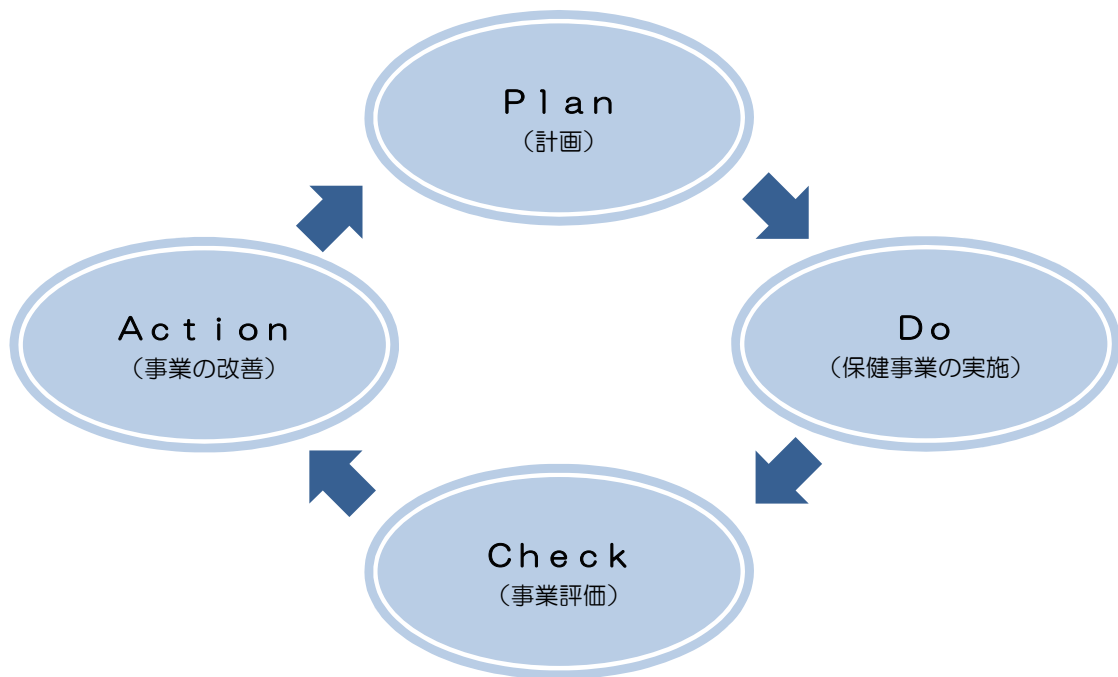 Ｐｌａｎ
（計画）
Ｄｏ
（保健事業の実施）
Ｃｈｅｃｋ
（事業評価）
Ａｃｔｉｏｎ
（事業の改善）